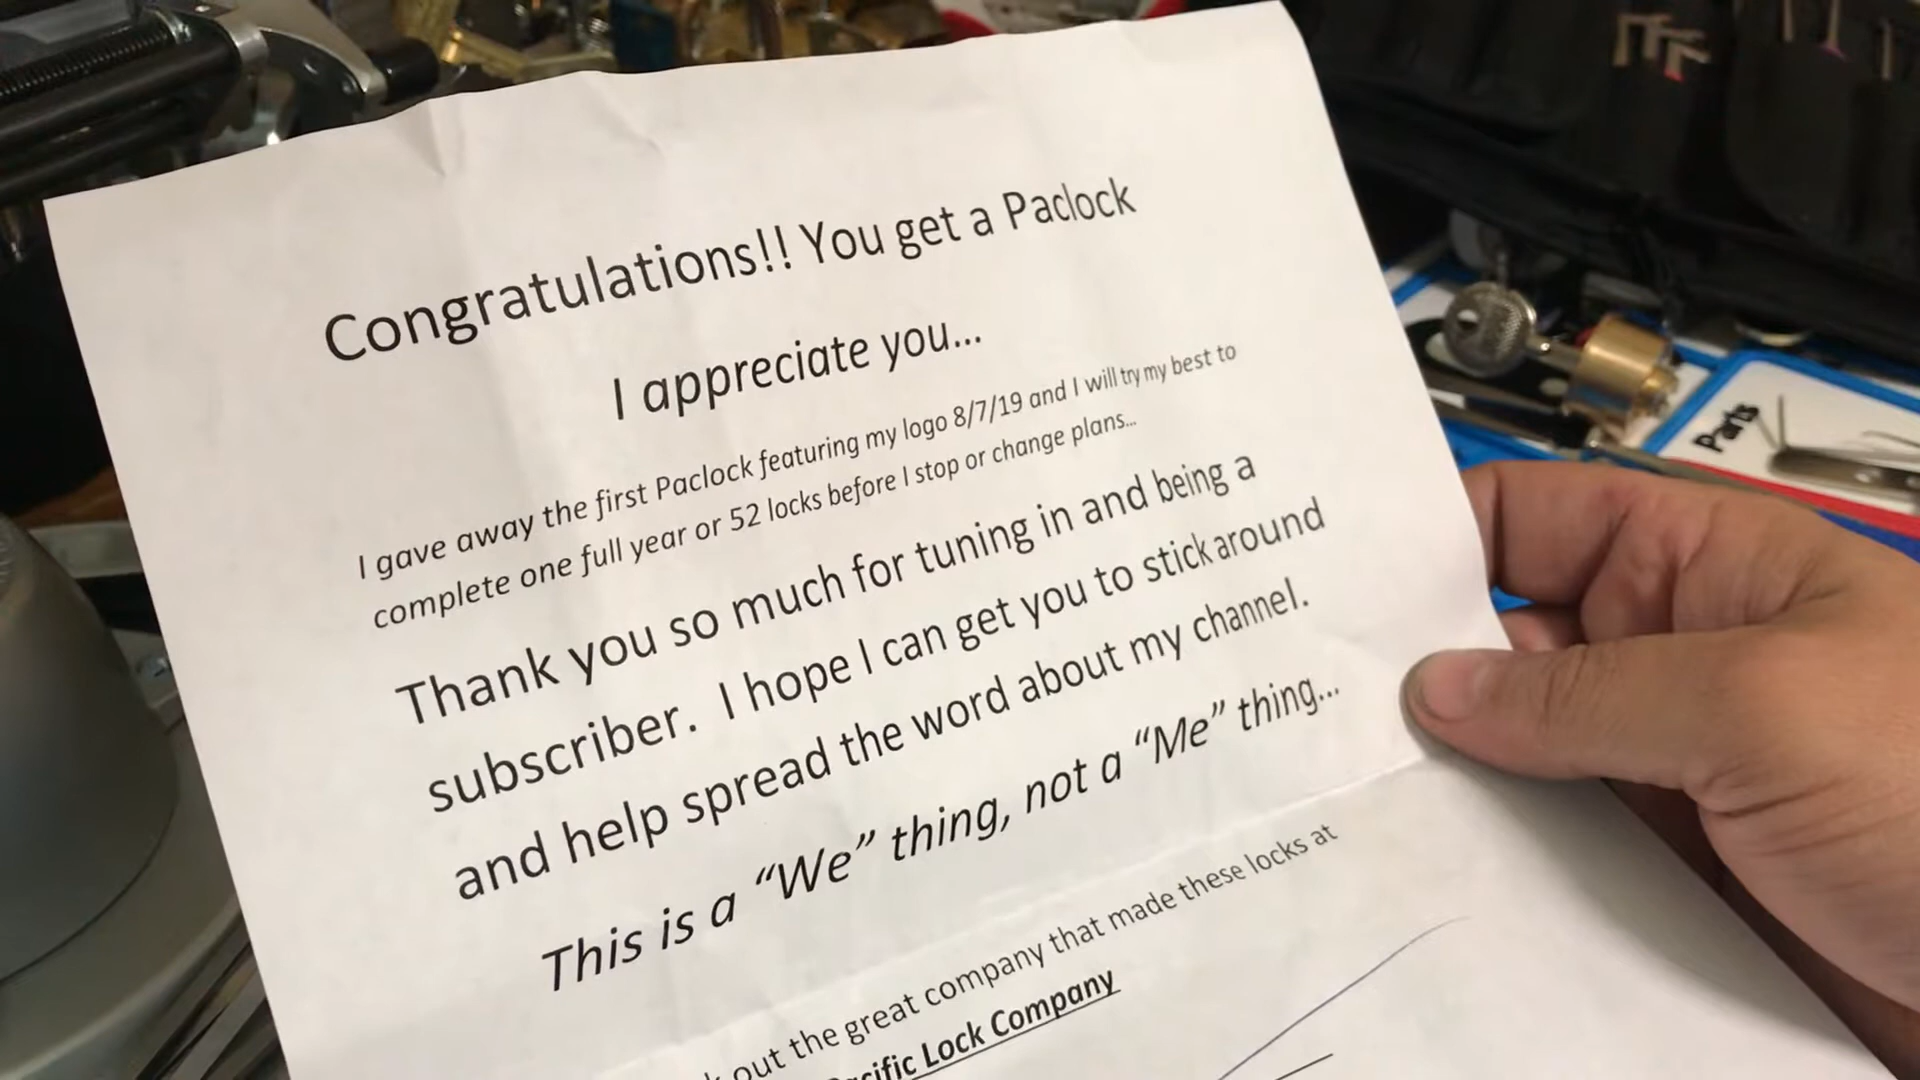 Congratulations!! You get a Paclock
I appreciate you...
I gave away the first Paclock featuring my logo 8/7/19 and I will try my best to
complete one full year or 52 locks before I stop or change plans...
Thank you so much for tuning in and being a
subscriber. I hope I can get you to stick around
and help spread the word about my channel.
This is a “We” thing, not a “Me” thing...
out the great company that made these locks at
Lock Company
Parts